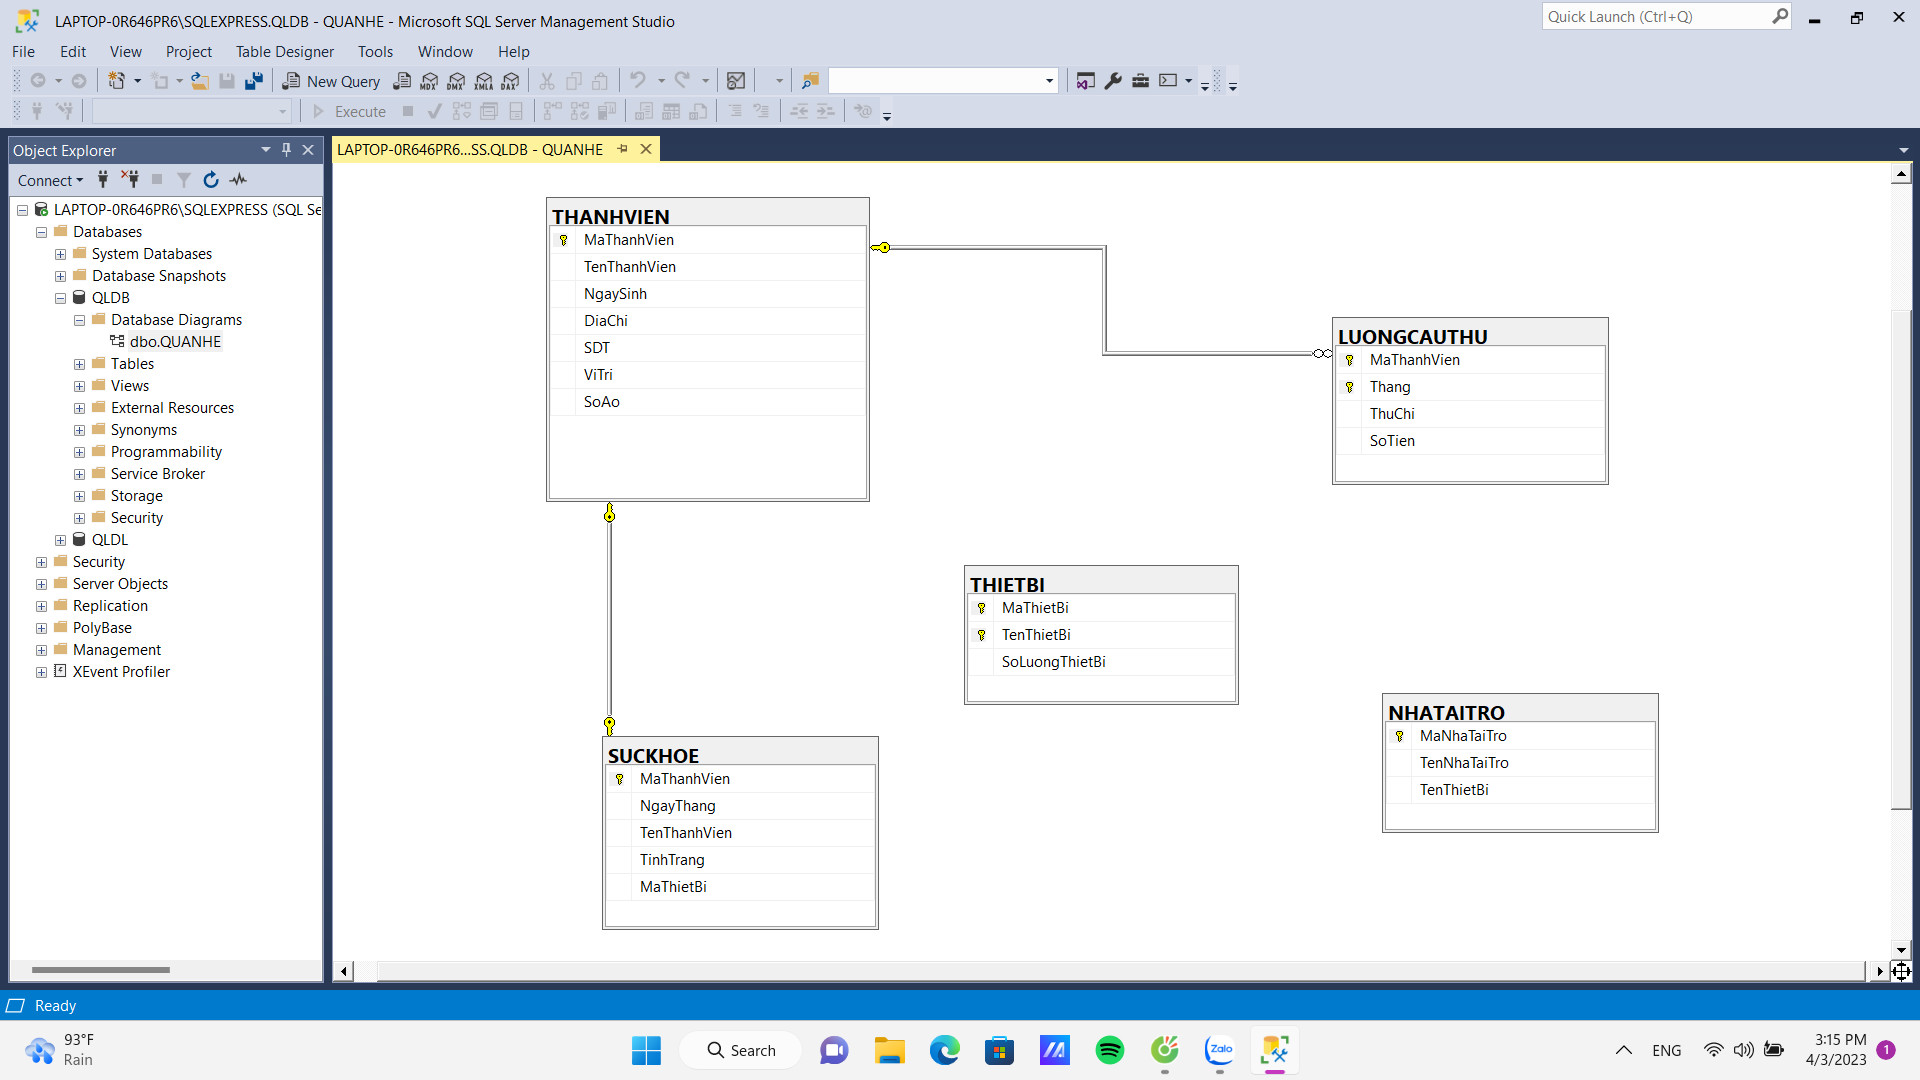 LAPTOP-0R646PR6\SQLEXPRESS.QLDB - QUANHE - Microsoft SQL Server Management Studio
Quick Launch (Ctrl+Q)
File Edit View Project Table Designer Tools Window Help
New Query MDX DMX XMLA DAX
Execute
Object Explorer
LAPTOP-0R646PR6...SS.QLDB - QUANHE
Connect
LAPTOP-0R646PR6\SQLEXPRESS (SQL Se
Databases
System Databases
Database Snapshots
QLDB
Database Diagrams
dbo.QUANHE
Tables
Views
External Resources
Synonyms
Programmability
Service Broker
Storage
Security
QLDL
Security
Server Objects
Replication
PolyBase
Management
XEvent Profiler
THANHVIEN
MaThanhVien
TenThanhVien
NgaySinh
DiaChi
SDT
ViTri
SoAo
LUONGCAUTHU
MaThanhVien
Thang
ThuChi
SoTien
THIETBI
MaThietBi
TenThietBi
SoLuongThietBi
NHATAITRO
MaNhaTaiTro
TenNhaTaiTro
TenThietBi
SUCKHOE
MaThanhVien
NgayThang
TenThanhVien
TinhTrang
MaThietBi
Ready
93°F
Rain
Search
Zalo
ENG
3:15 PM
4/3/2023
1